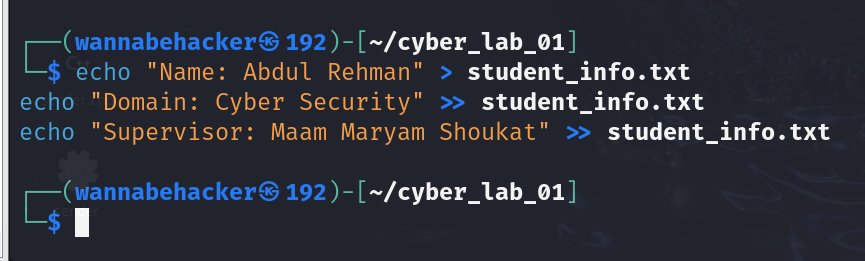 ┌──(wannabehacker㉿192)-[~/cyber_lab_01]
└─$ echo "Name: Abdul Rehman" > student_info.txt
echo "Domain: Cyber Security" >> student_info.txt
echo "Supervisor: Maam Maryam Shoukat" >> student_info.txt
┌──(wannabehacker㉿192)-[~/cyber_lab_01]
└─$